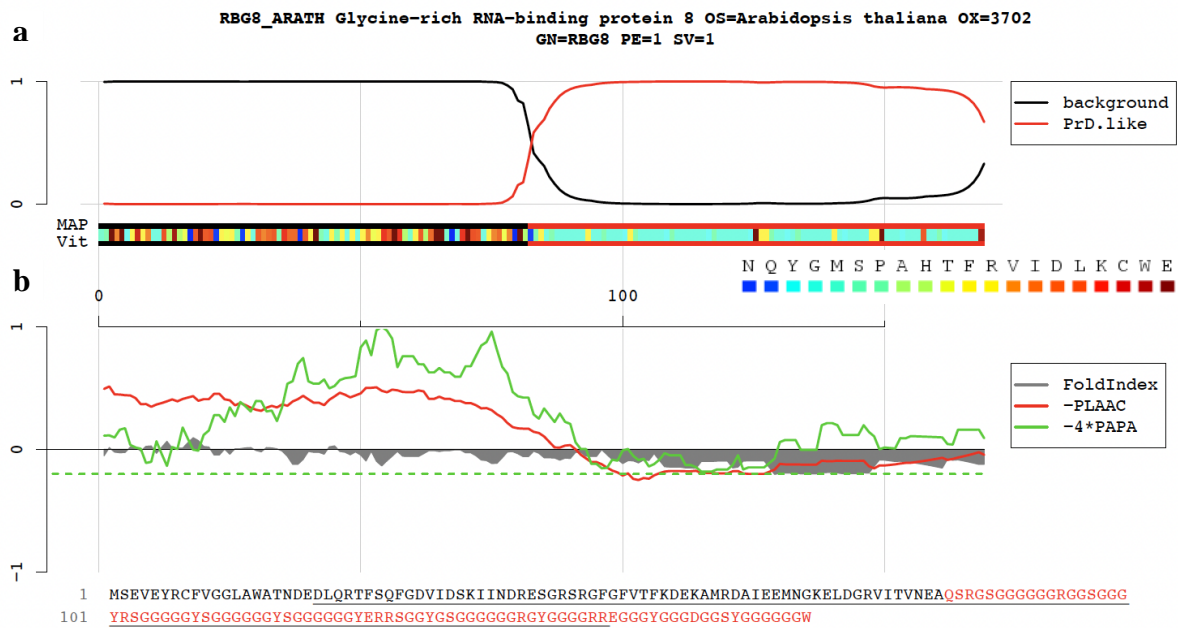 RBG8_ARATH Glycine-rich RNA-binding protein 8 OS=Arabidopsis thaliana OX=3702
GN=RBG8 PE=1 SV=1
a
1
0
background
PrD.like
MAP
Vit
N Q Y G M S P A H T F R V I D L K C W E
b
0 100
1
0
−1
FoldIndex
−PLAAC
−4*PAPA
1 MSEVEYRCFVGGLAWATNDEDLQRTFSQFGDVIDSKIINDRESGRSRGFGFVTFKDEKAMRDAIEEMNGKELDGRVITVNEAQSRGSGGGGGGRGGSGGG
101 YRSGGGGGYSGGGGGGYSGGGGGGYERRSGGYGSGGGGGGRGYGGGGRREGGGYGGGDGGSYGGGGGGW